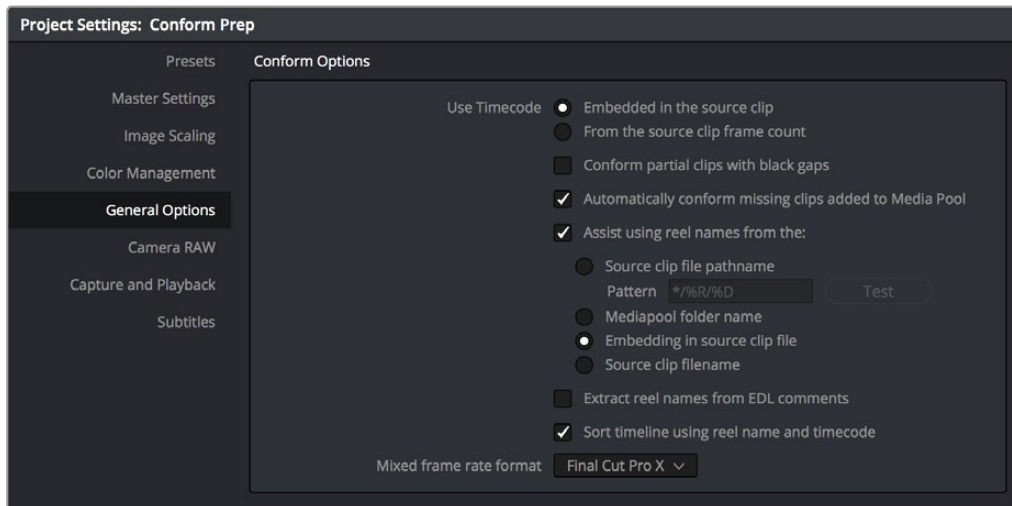 Project Settings: Conform Prep
Presets
Master Settings
Image Scaling
Color Management
General Options
Camera RAW
Capture and Playback
Subtitles
Conform Options
Use Timecode Embedded in the source clip
From the source clip frame count
Conform partial clips with black gaps
Automatically conform missing clips added to Media Pool
Assist using reel names from the:
Source clip file pathname
Pattern */%R/%D Test
Mediapool folder name
Embedding in source clip file
Source clip filename
Extract reel names from EDL comments
Sort timeline using reel name and timecode
Mixed frame rate format Final Cut Pro X